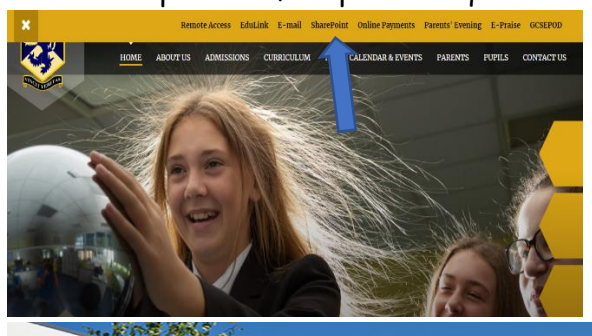 Remote Access EduLink E-mail SharePoint Online Payments Parents' Evening E-Praise GCSEPOD
HOME ABOUT US ADMISSIONS CURRICULUM CALENDAR & EVENTS PARENTS PUPILS CONTACT US